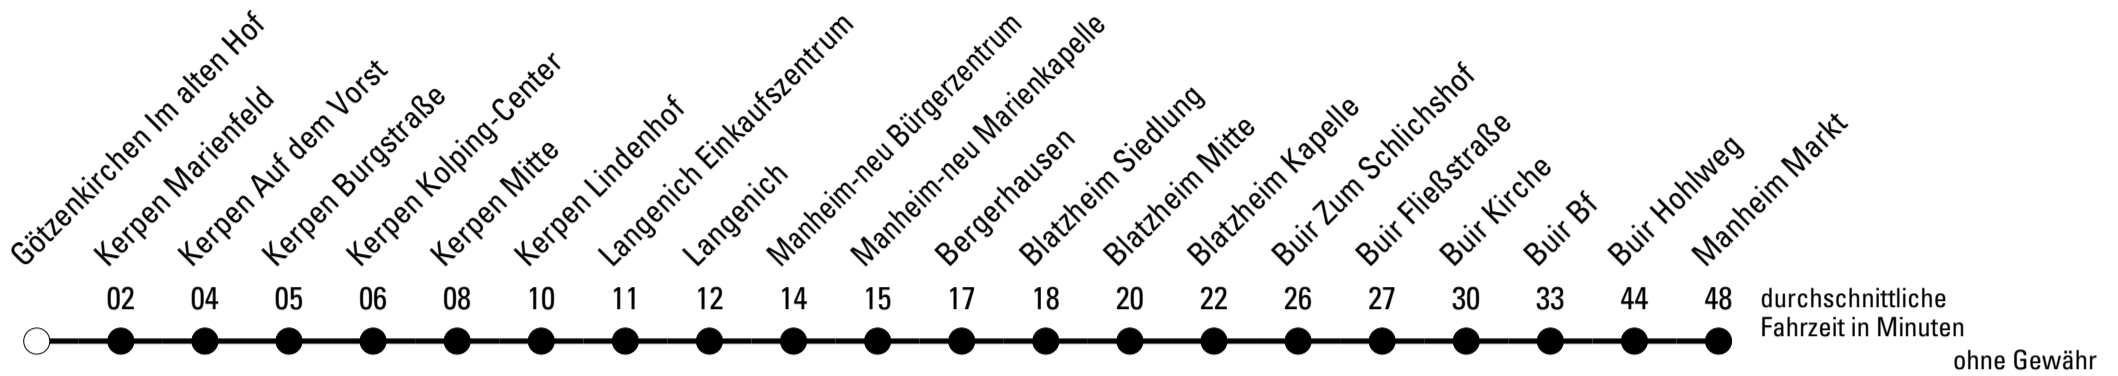 Götzenkirchen Im alten Hof
Kerpen Marienfeld
Kerpen Auf dem Vorst
Kerpen Burgstraße
Kerpen Kolping-Center
Kerpen Mitte
Kerpen Lindenhof
Langenich Einkaufszentrum
Langenich
Manheim-neu Bürgerzentrum
Manheim-neu Marienkapelle
Bergerhausen
Blatzheim Siedlung
Blatzheim Mitte
Blatzheim Kapelle
Buir Zum Schlichshof
Buir Fließstraße
Buir Kirche
Buir Bf
Buir Hohlweg
Manheim Markt
02 04 05 06 08 10 11 12 14 15 17 18 20 22 26 27 30 33 44 48
durchschnittliche
Fahrzeit in Minuten
ohne Gewähr